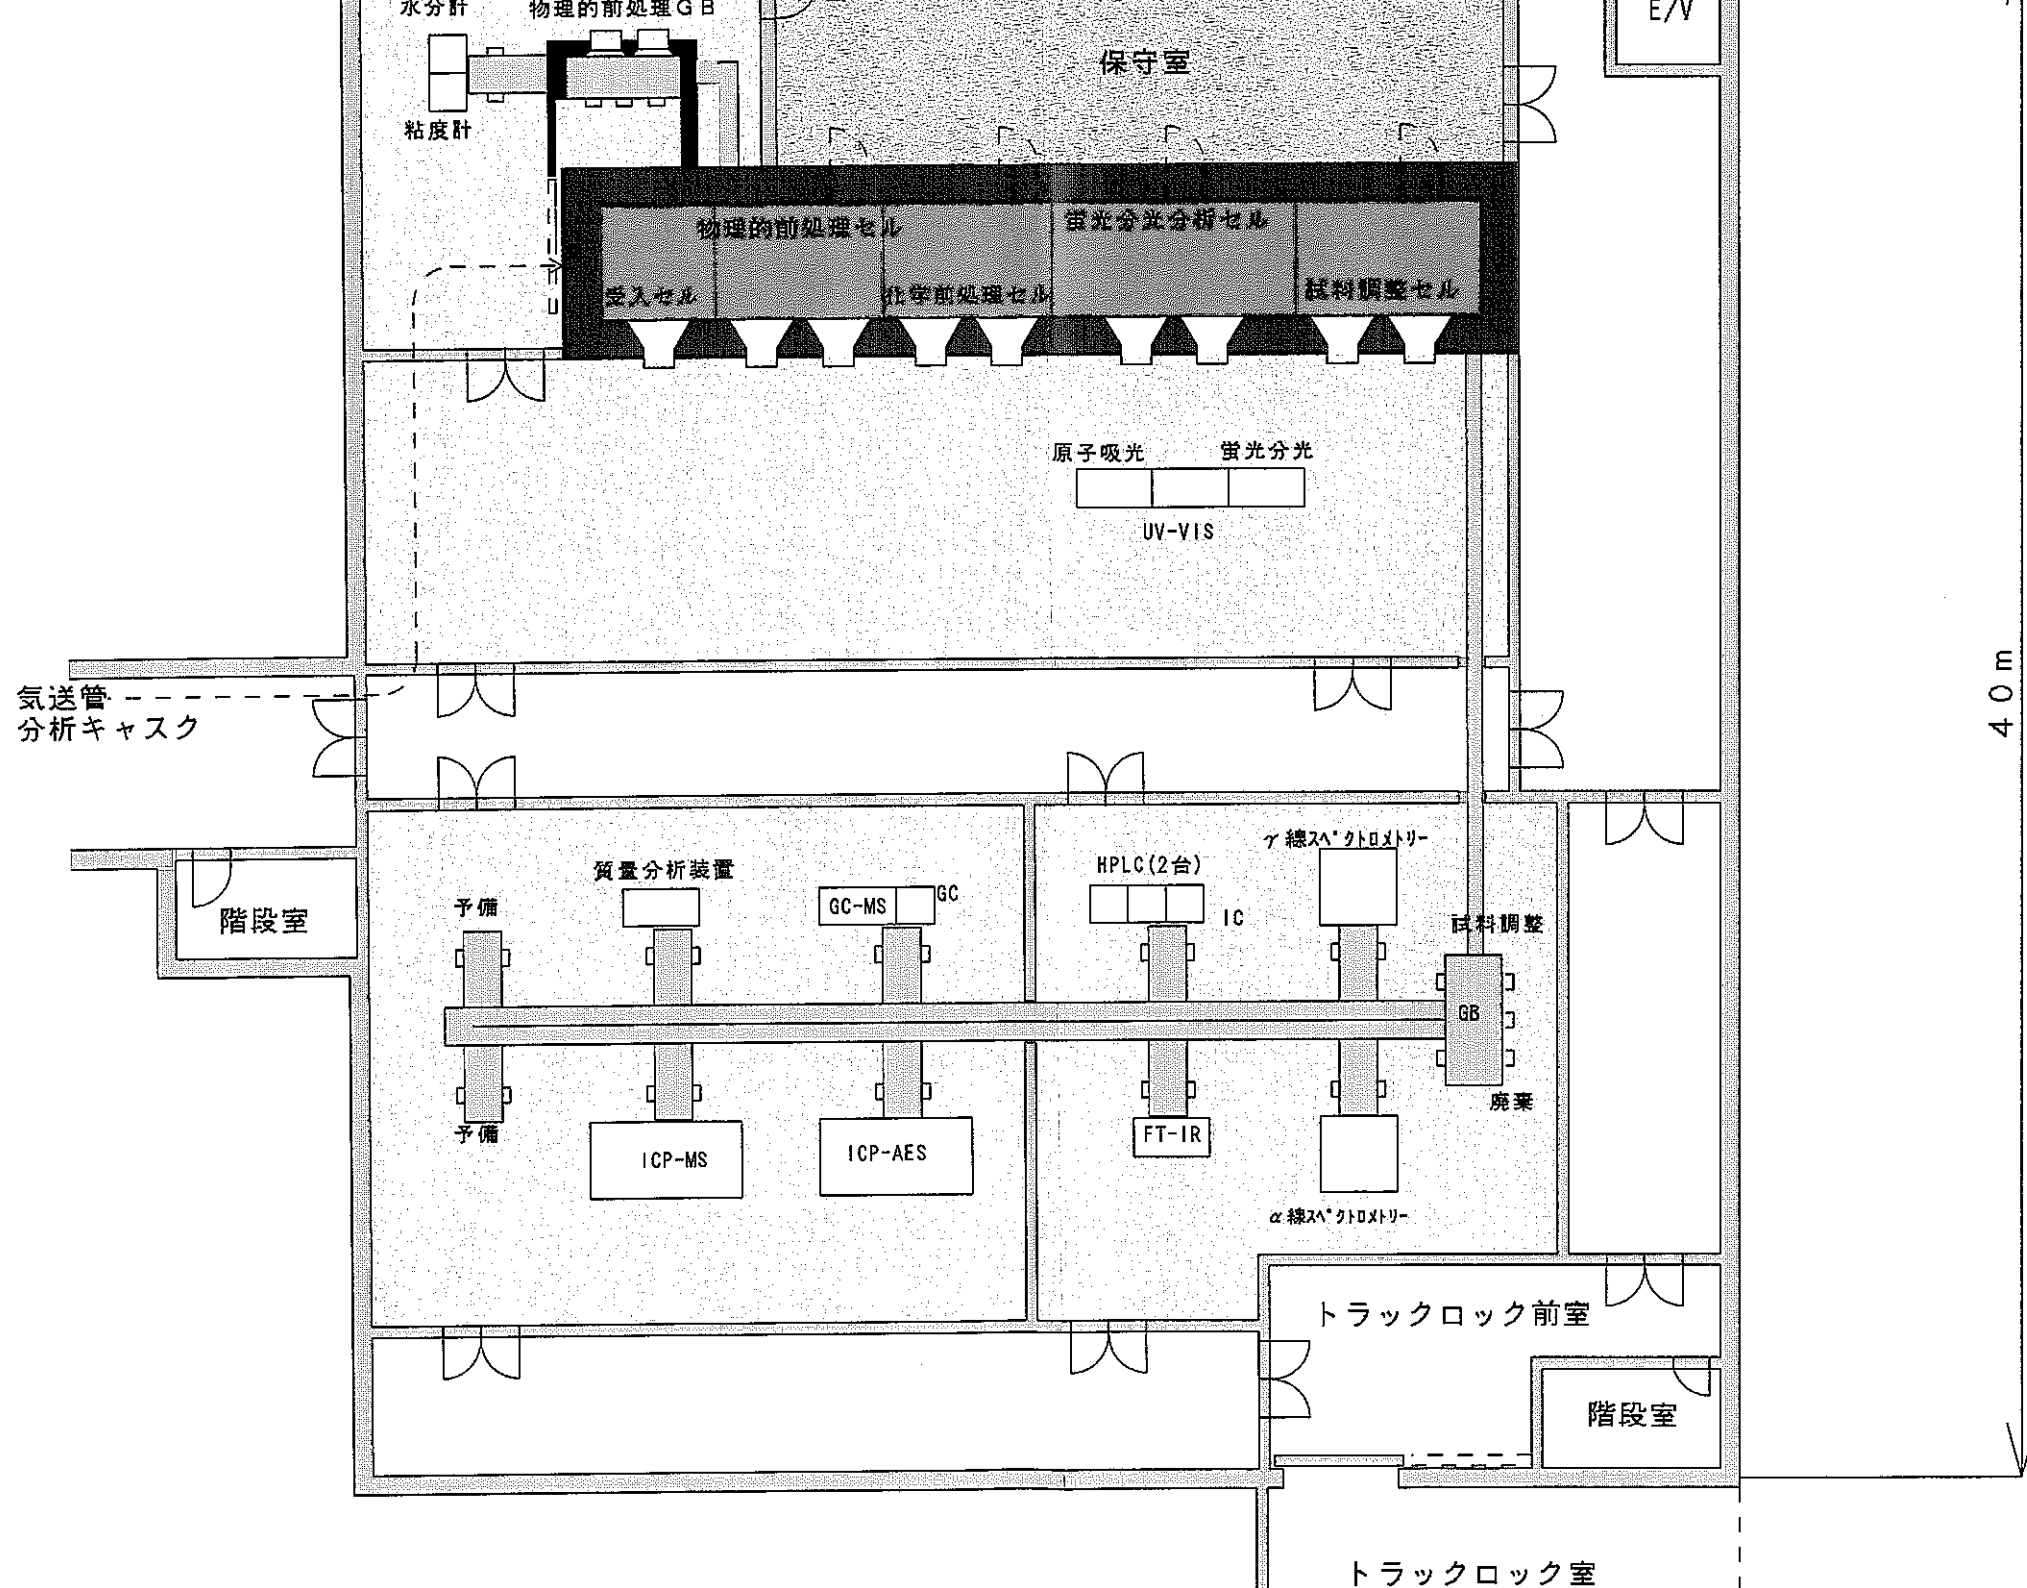 水分計
物理的前処理GB
E/V
保守室
粘度計
物理的前処理セル
蛍光分光分析セル
受入セル
化学前処理セル
試料調整セル
原子吸光
蛍光分光
UV-VIS
40m
気送管
分析キャスク
γ線スペクトロメトリー
質量分析装置
HPLC(2台)
予備
GC-MS
GC
IC
試料調整
階段室
GB
廃棄
予備
ICP-MS
ICP-AES
FT-IR
α線スペクトロメトリー
トラックロック前室
階段室
トラックロック室